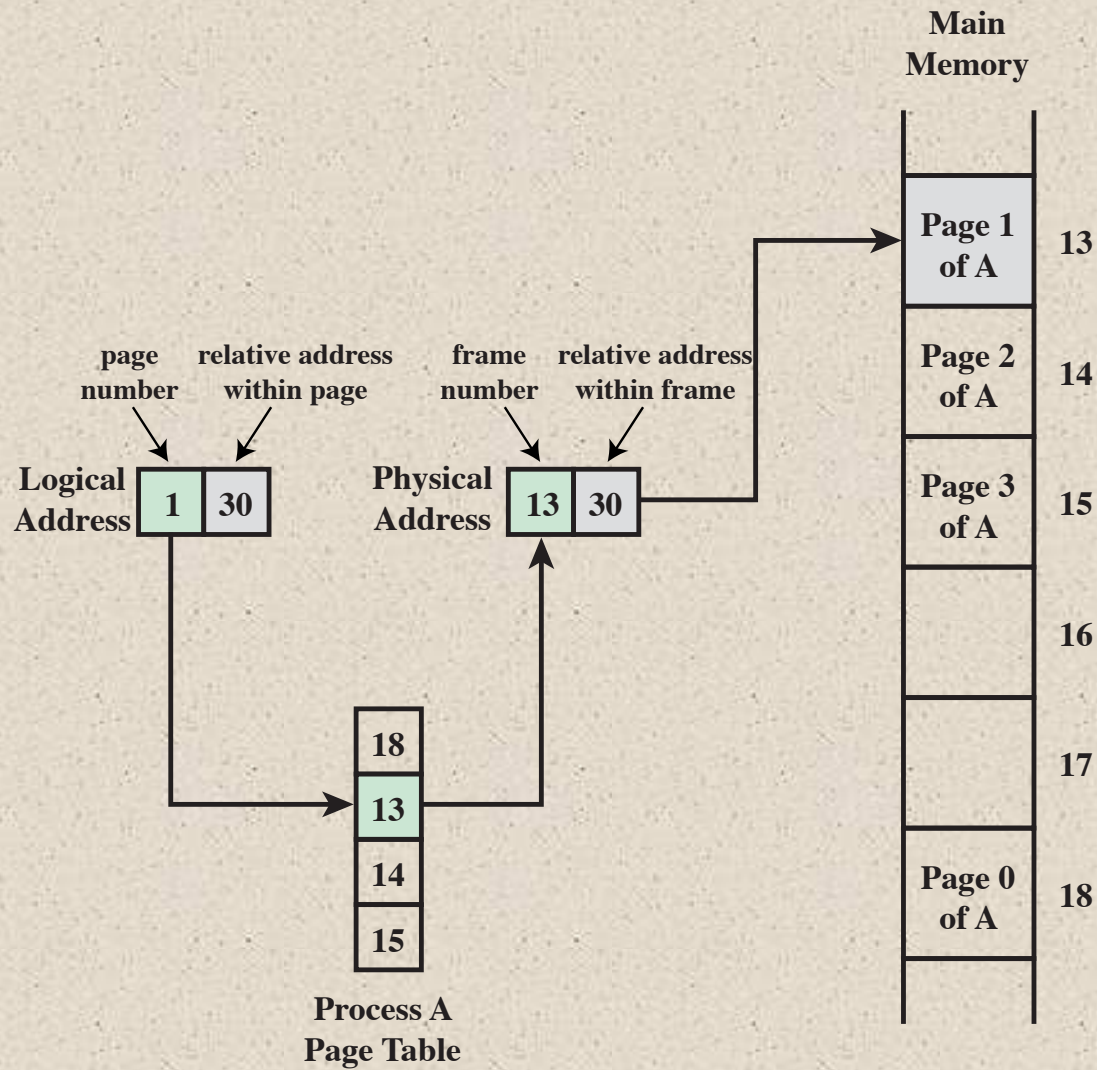 Main
Memory
Page 1
of A
13
page
number
relative address
within page
frame
number
relative address
within frame
Page 2
of A
14
Logical
Address
1
30
Physical
Address
13
30
Page 3
of A
15
16
18
17
13
14
Page 0
of A
18
15
Process A
Page Table